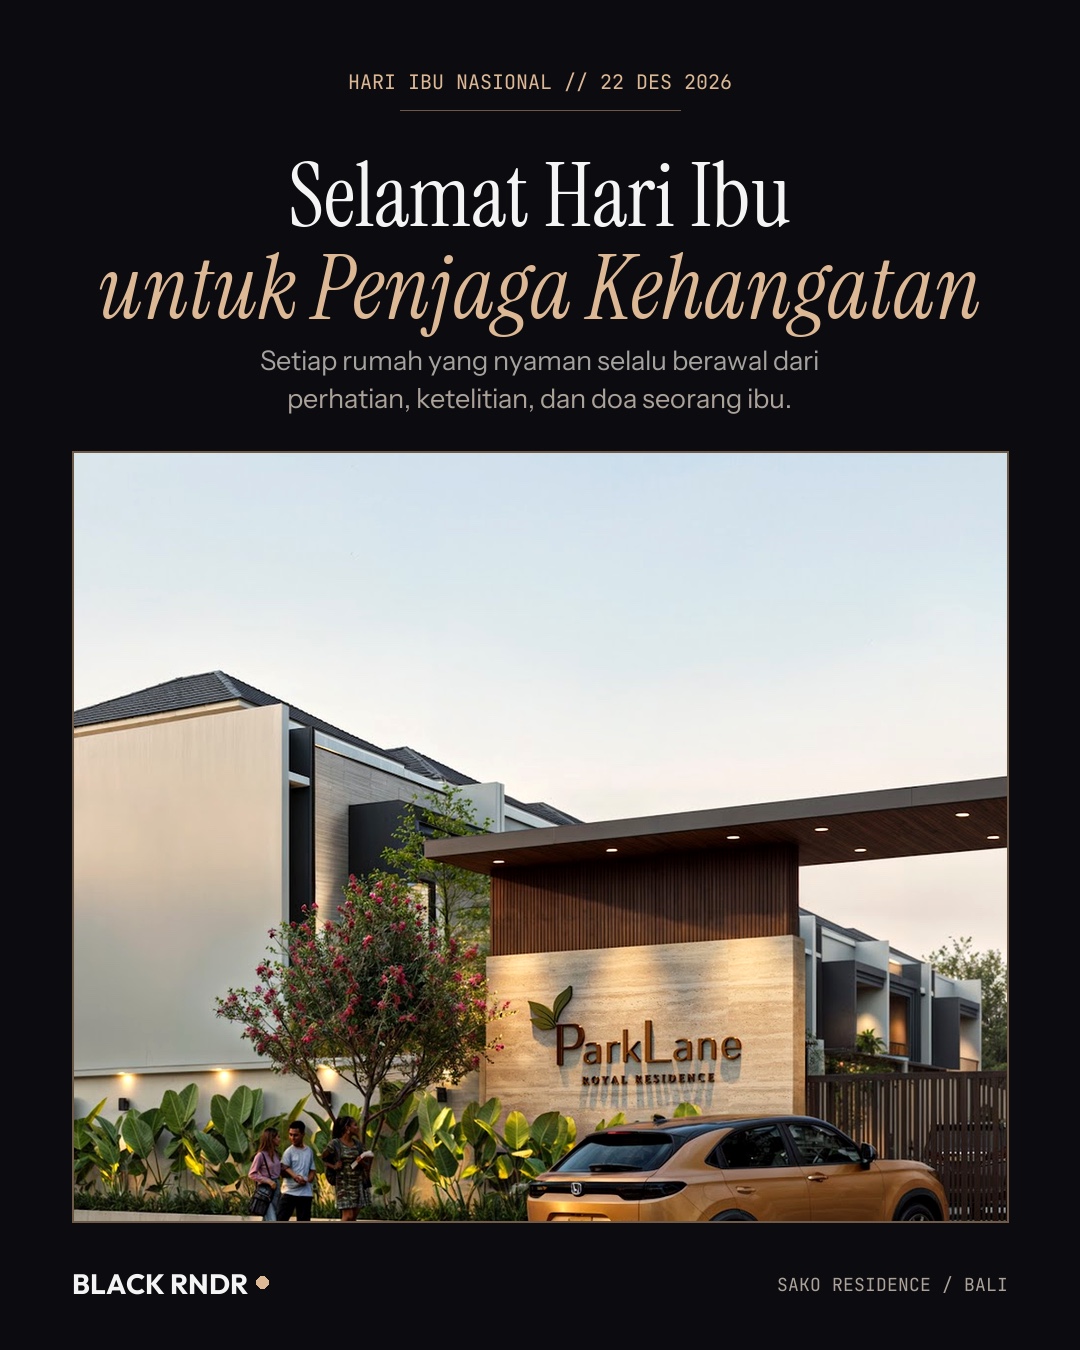 HARI IBU NASIONAL // 22 DES 2026
Selamat Hari Ibu
untuk Penjaga Kehangatan
Setiap rumah yang nyaman selalu berawal dari
perhatian, ketelitian, dan doa seorang ibu.
ParkLane
ROYAL RESIDENCE
BLACK RNDR
SAKO RESIDENCE / BALI